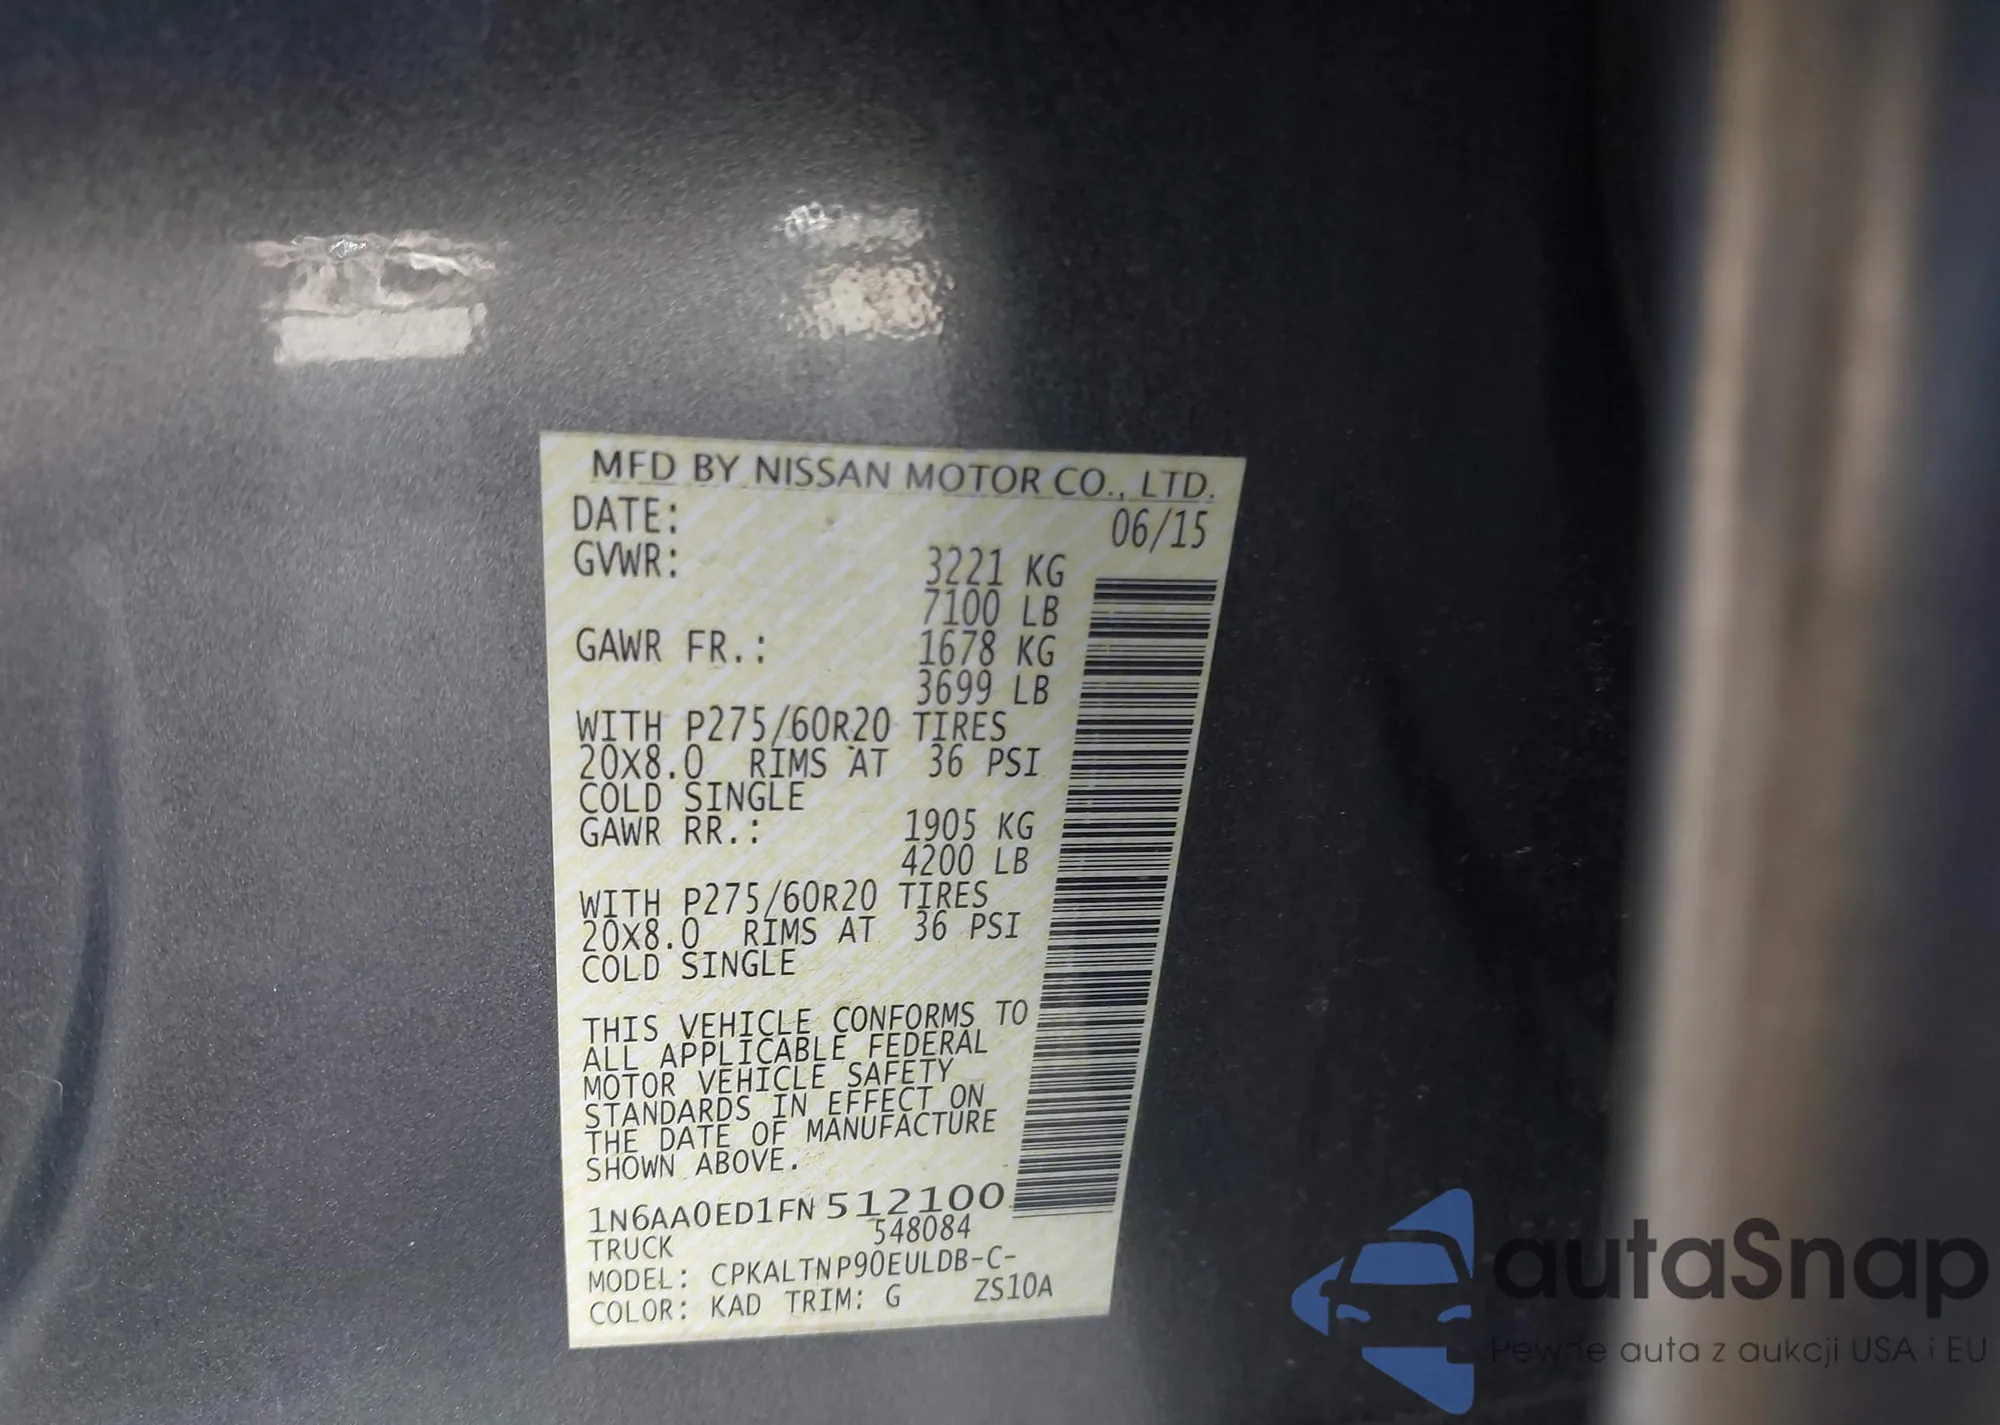 MFD BY NISSAN MOTOR CO., LTD.
DATE: 06/15
GVWR: 3221 KG
7100 LB
GAWR FR.: 1678 KG
3699 LB
WITH P275/60R20 TIRES
20X8.0 RIMS AT 36 PSI
COLD SINGLE
GAWR RR.: 1905 KG
4200 LB
WITH P275/60R20 TIRES
20X8.0 RIMS AT 36 PSI
COLD SINGLE
THIS VEHICLE CONFORMS TO
ALL APPLICABLE FEDERAL
MOTOR VEHICLE SAFETY
STANDARDS IN EFFECT ON
THE DATE OF MANUFACTURE
SHOWN ABOVE.
1N6AA0ED1FN512100
548084
TRUCK
MODEL: CPKALTNP90EULDB-C-
COLOR: KAD TRIM: G ZS10A
autaSnap
Pewne auta z aukcji USA i EU